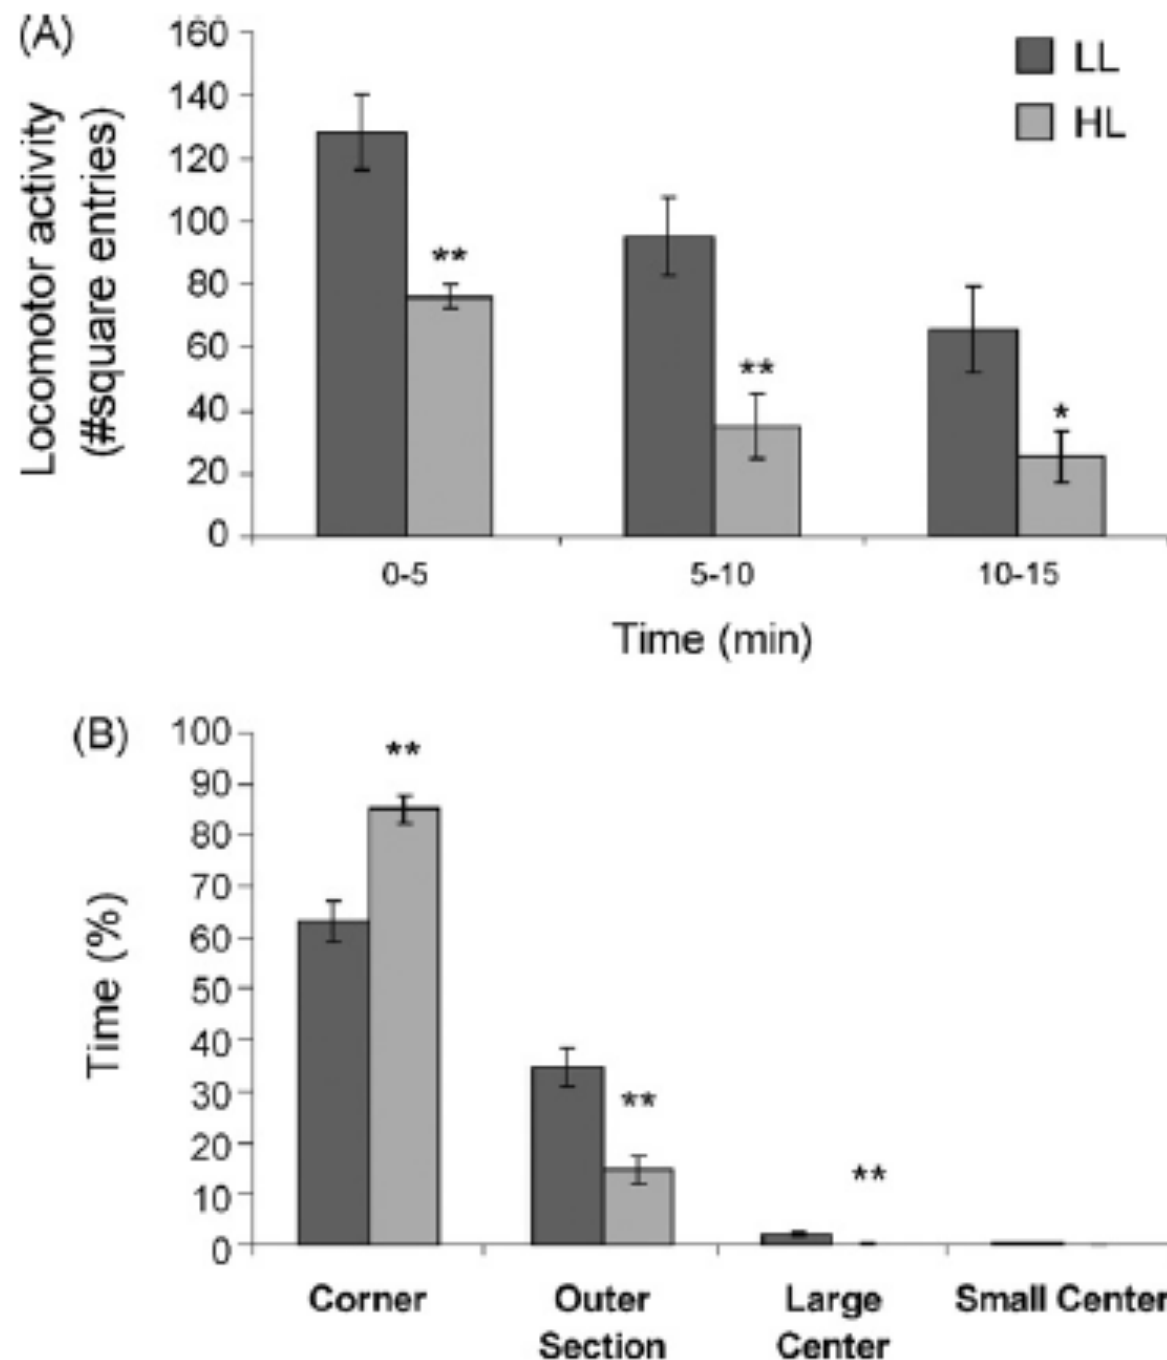 (A)
Locomotor activity
(#square entries)
160
140
120
100
80
60
40
20
0
LL
HL
**
**
*
0-5
5-10
10-15
Time (min)
(B)
Time (%)
100
90
80
70
60
50
40
30
20
10
0
**
**
**
Corner
Outer
Section
Large
Center
Small Center